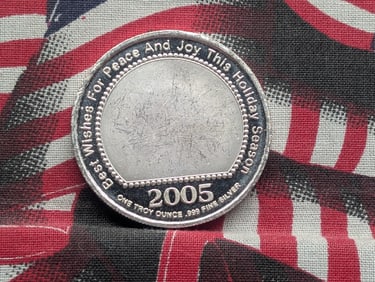 Best Wishes For Peace And Joy This Holiday Season
2005
ONE TROY OUNCE .999 FINE SILVER